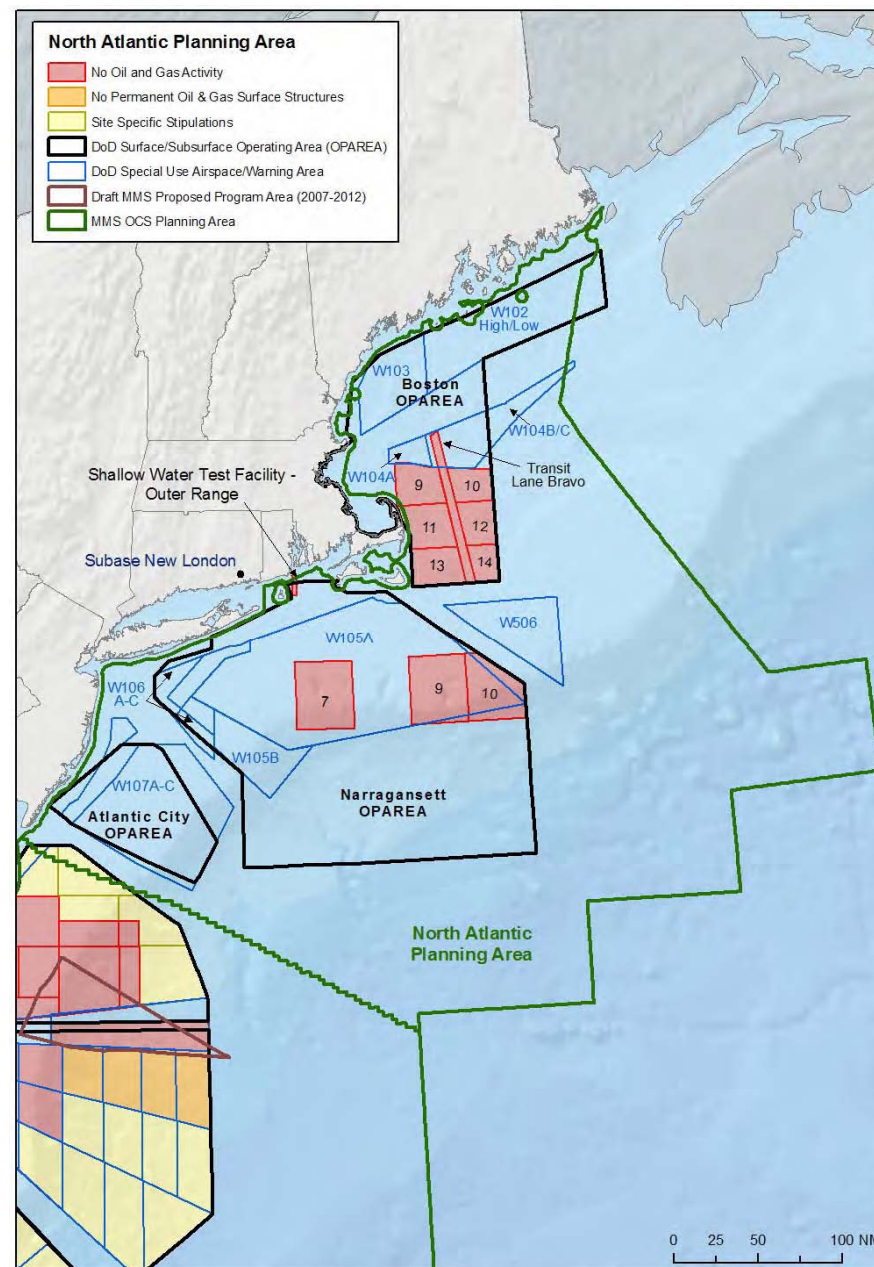 North Atlantic Planning Area
No Oil and Gas Activity
No Permanent Oil & Gas Surface Structures
Site Specific Stipulations
DoD Surface/Subsurface Operating Area (OPAREA)
DoD Special Use Airspace/Warning Area
Draft MMS Proposed Program Area (2007-2012)
MMS OCS Planning Area
W102
High/Low
W103
Boston
OPAREA
W104B/C
W104A
Transit
Lane Bravo
Shallow Water Test Facility -
Outer Range
9
10
11
12
13
14
Subase New London
W506
W105A
W106
A-C
7
9
10
W105B
W107A-C
Narragansett
OPAREA
Atlantic City
OPAREA
North Atlantic
Planning Area
0 25 50 100 NM